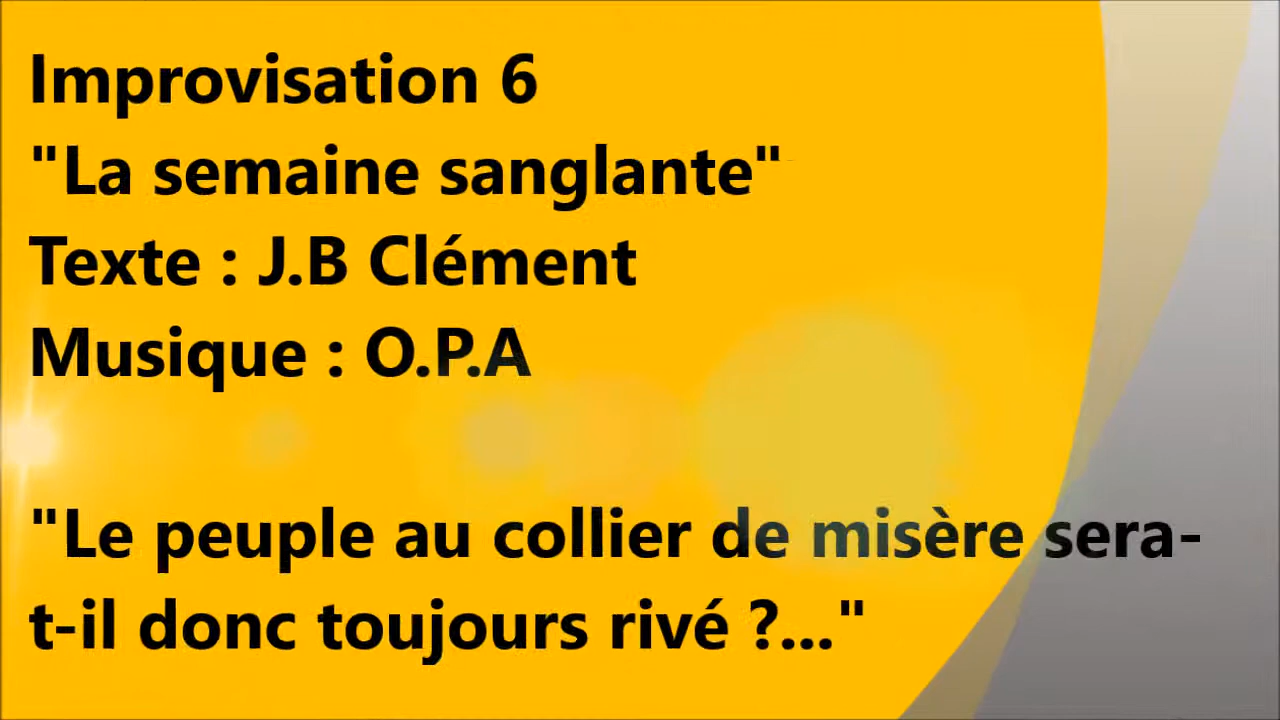 Improvisation 6
"La semaine sanglante"
Texte : J.B Clément
Musique : O.P.A
"Le peuple au collier de misère sera-
t-il donc toujours rivé ?..."